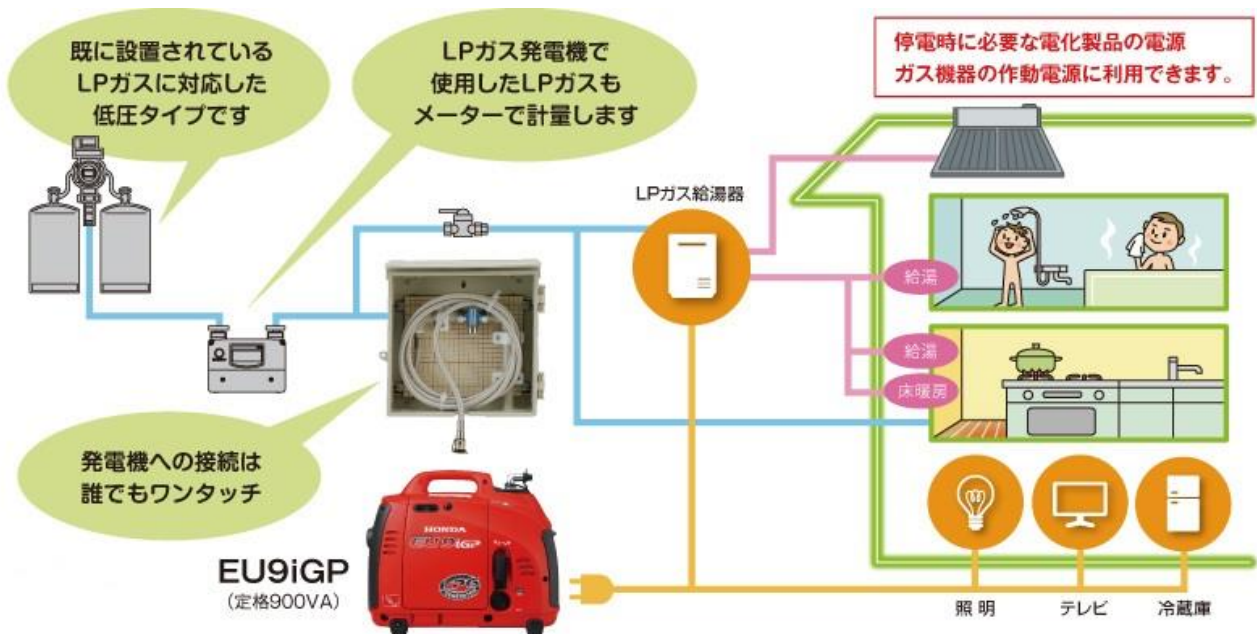 既に設置されている
LPガスに対応した
低圧タイプです
LPガス発電機で
使用したLPガスも
メーターで計量します
停電時に必要な電化製品の電源
ガス機器の作動電源に利用できます。
LPガス給湯器
給湯
給湯
床暖房
発電機への接続は
誰でもワンタッチ
HONDA
EU9iGP
EU9iGP
(定格900VA)
照明
テレビ
冷蔵庫